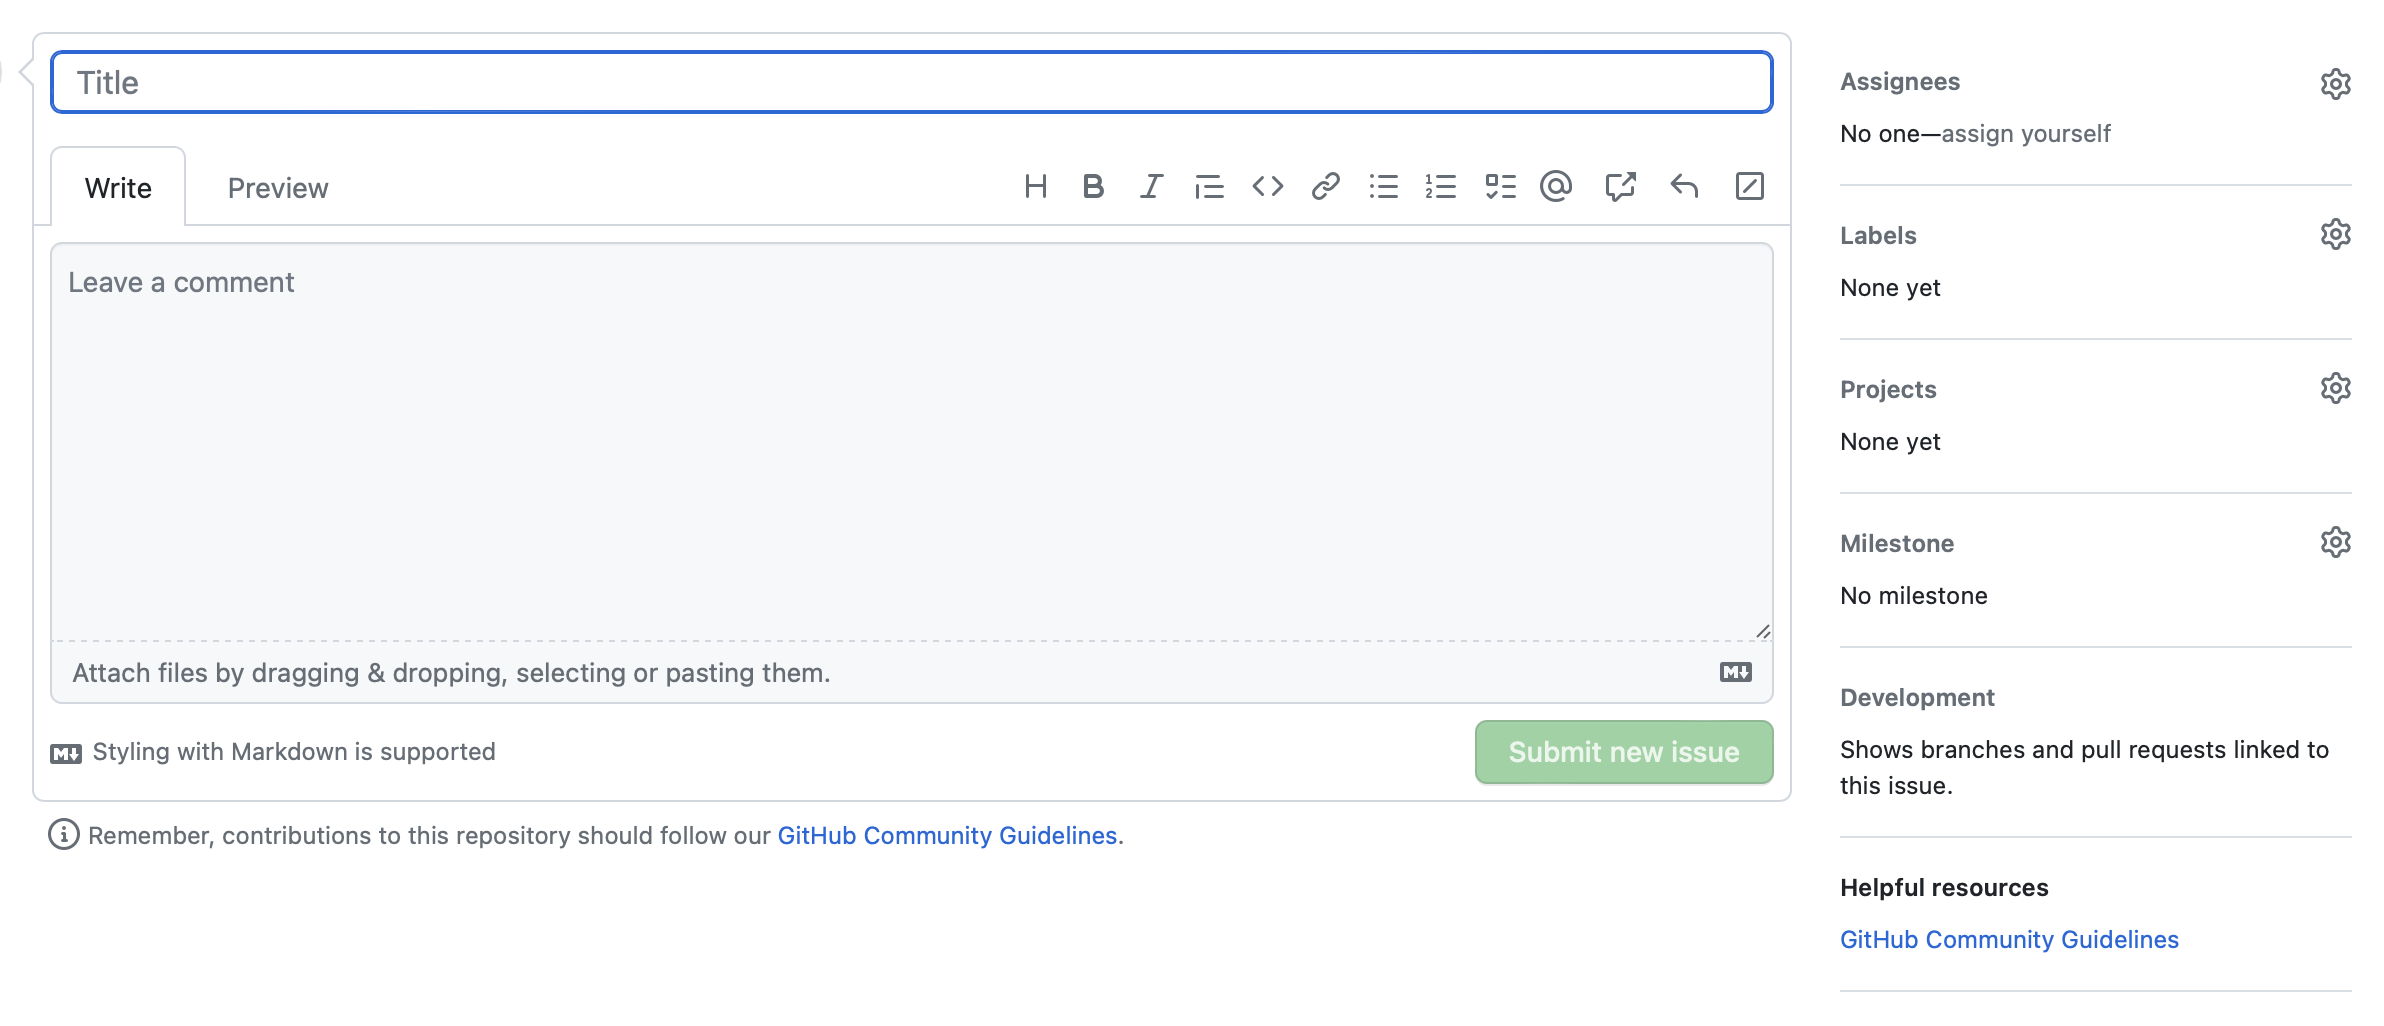 Title
Write
Preview
Leave a comment
Attach files by dragging & dropping, selecting or pasting them.
Styling with Markdown is supported
Submit new issue
Remember, contributions to this repository should follow our GitHub Community Guidelines.
Assignees
No one—assign yourself
Labels
None yet
Projects
None yet
Milestone
No milestone
Development
Shows branches and pull requests linked to
this issue.
Helpful resources
GitHub Community Guidelines